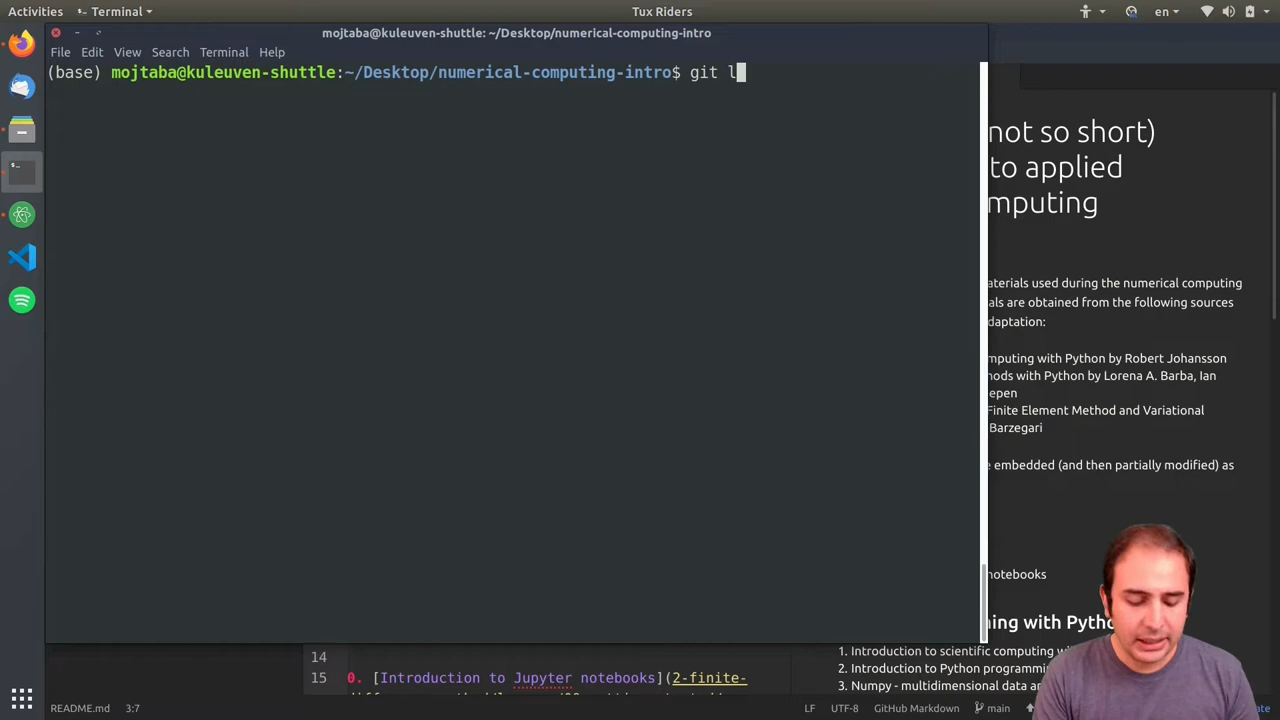 Activities
Terminal
Tux Riders
en
mojtaba@kuleuven-shuttle: ~/Desktop/numerical-computing-intro
File Edit View Search Terminal Help
(base) mojtaba@kuleuven-shuttle:~/Desktop/numerical-computing-intro$ git l
not so short)
to applied
mputing
aterials used during the numerical computing
als are obtained from the following sources
daptation:
mputing with Python by Robert Johansson
hods with Python by Lorena A. Barba, Ian
epen
Finite Element Method and Variational
Barzegari
e embedded (and then partially modified) as
notebooks
ning with Pytho
1. Introduction to scientific computing wi
2. Introduction to Python programmi
3. Numpy - multidimensional data a
14
15 0. [Introduction to Jupyter notebooks](2-finite-
README.md 3:7
LF UTF-8 GitHub Markdown main